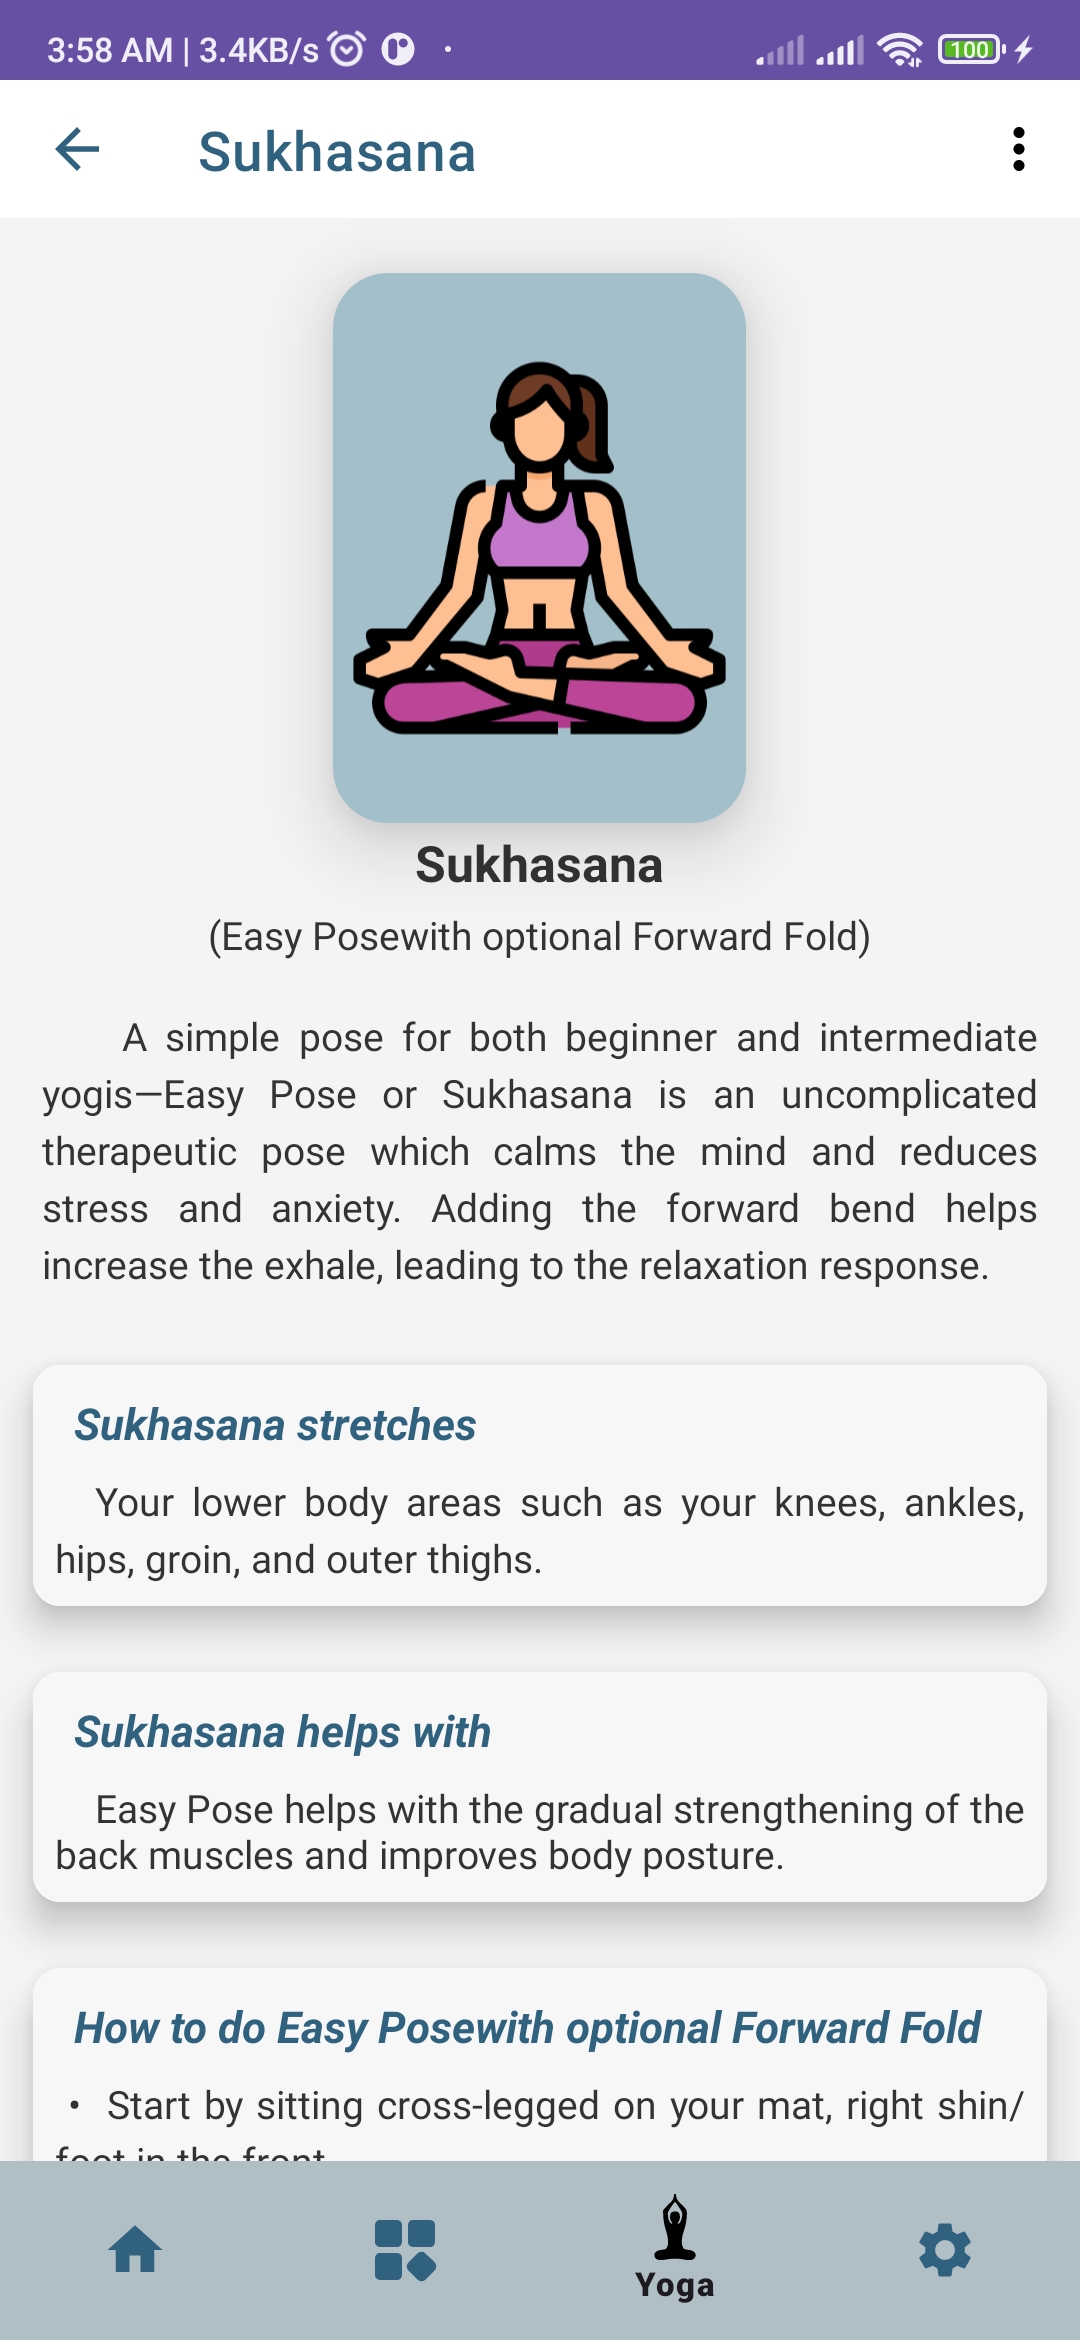 3:58 AM | 3.4KB/s
100
Sukhasana
Sukhasana
(Easy Posewith optional Forward Fold)
A simple pose for both beginner and intermediate
yogis—Easy Pose or Sukhasana is an uncomplicated
therapeutic pose which calms the mind and reduces
stress and anxiety. Adding the forward bend helps
increase the exhale, leading to the relaxation response.
Sukhasana stretches
Your lower body areas such as your knees, ankles,
hips, groin, and outer thighs.
Sukhasana helps with
Easy Pose helps with the gradual strengthening of the
back muscles and improves body posture.
How to do Easy Posewith optional Forward Fold
• Start by sitting cross-legged on your mat, right shin/
foot in the front
Yoga